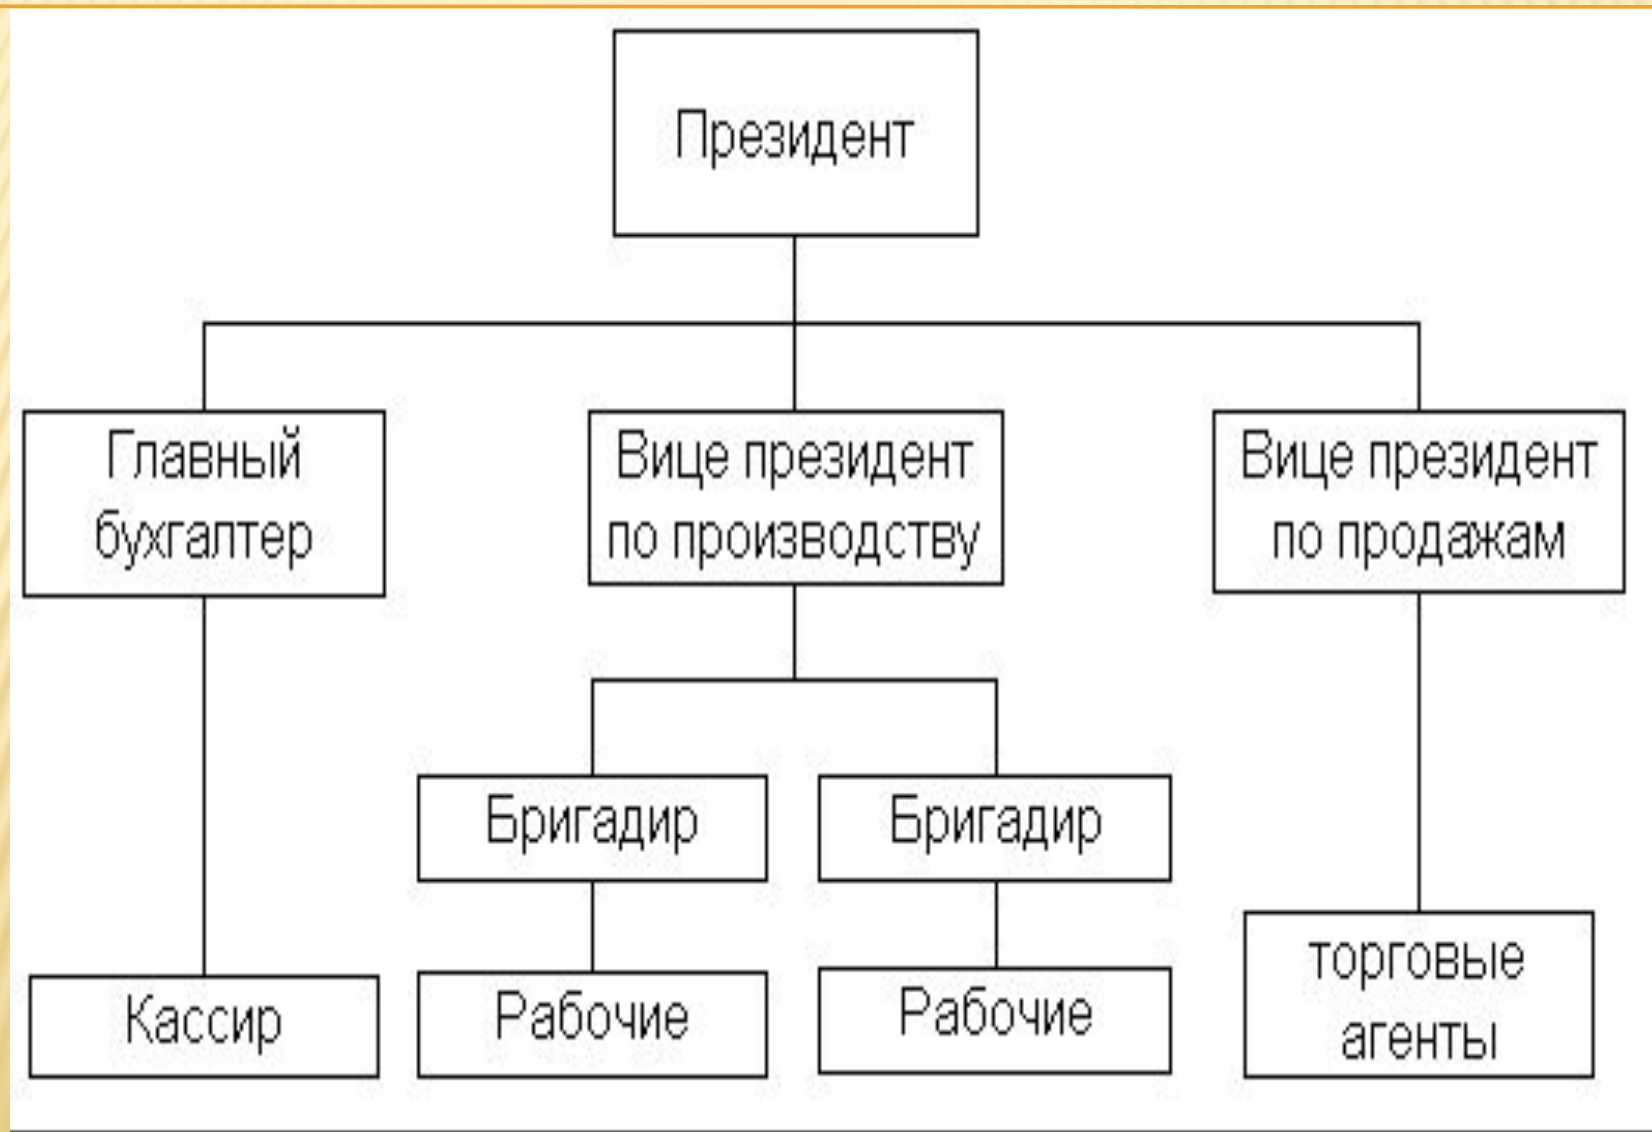 Президент
Главный
бухгалтер
Вице президент
по производству
Вице президент
по продажам
Бригадир
Бригадир
Кассир
Рабочие
Рабочие
торговые
агенты